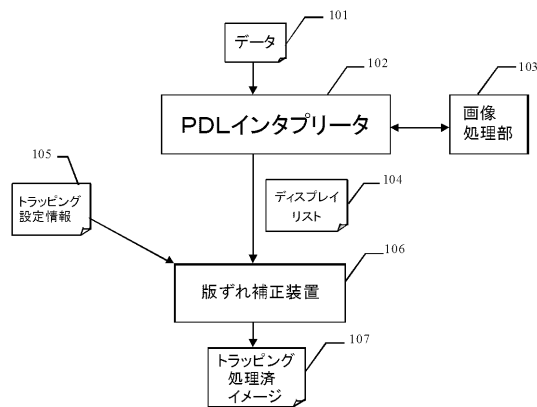 101
データ
102
PDLインタプリータ
103
画像
処理部
104
ディスプレイ
リスト
105
トラッピング
設定情報
106
版ずれ補正装置
107
トラッピング
処理済
イメージ